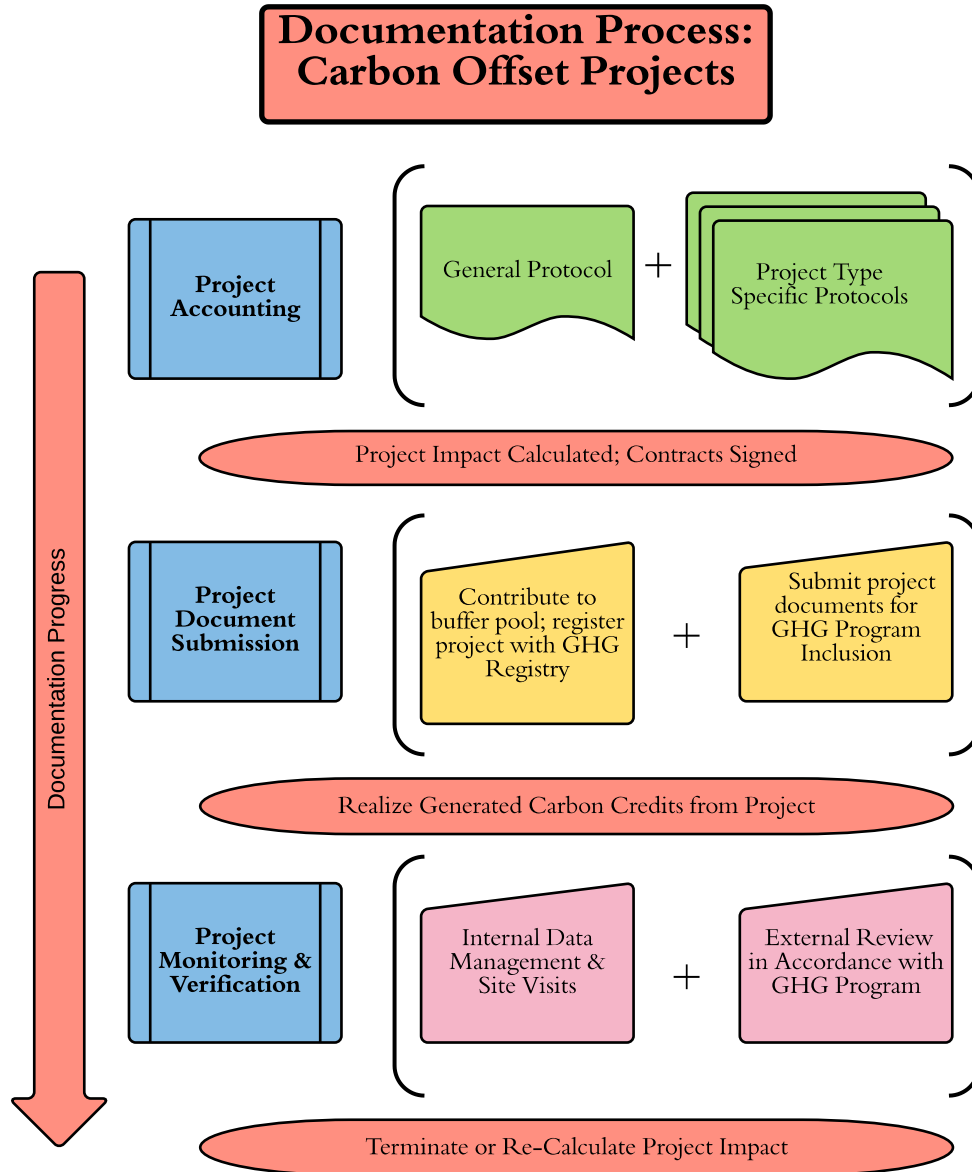 Documentation Process:
Carbon Offset Projects
Project
Accounting
General Protocol
+
Project Type
Specific Protocols
Project Impact Calculated; Contracts Signed
Documentation Progress
Project
Document
Submission
Contribute to
buffer pool; register
project with GHG
Registry
+
Submit project
documents for
GHG Program
Inclusion
Realize Generated Carbon Credits from Project
Project
Monitoring &
Verification
Internal Data
Management &
Site Visits
+
External Review
in Accordance with
GHG Program
Terminate or Re-Calculate Project Impact